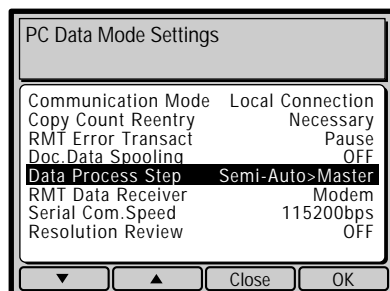 PC Data Mode Settings
Communication Mode Local Connection
Copy Count Reentry Necessary
RMT Error Transact Pause
Doc.Data Spooling OFF
Data Process Step Semi-Auto>Master
RMT Data Receiver Modem
Serial Com.Speed 115200bps
Resolution Review OFF
▼ ▲ Close OK